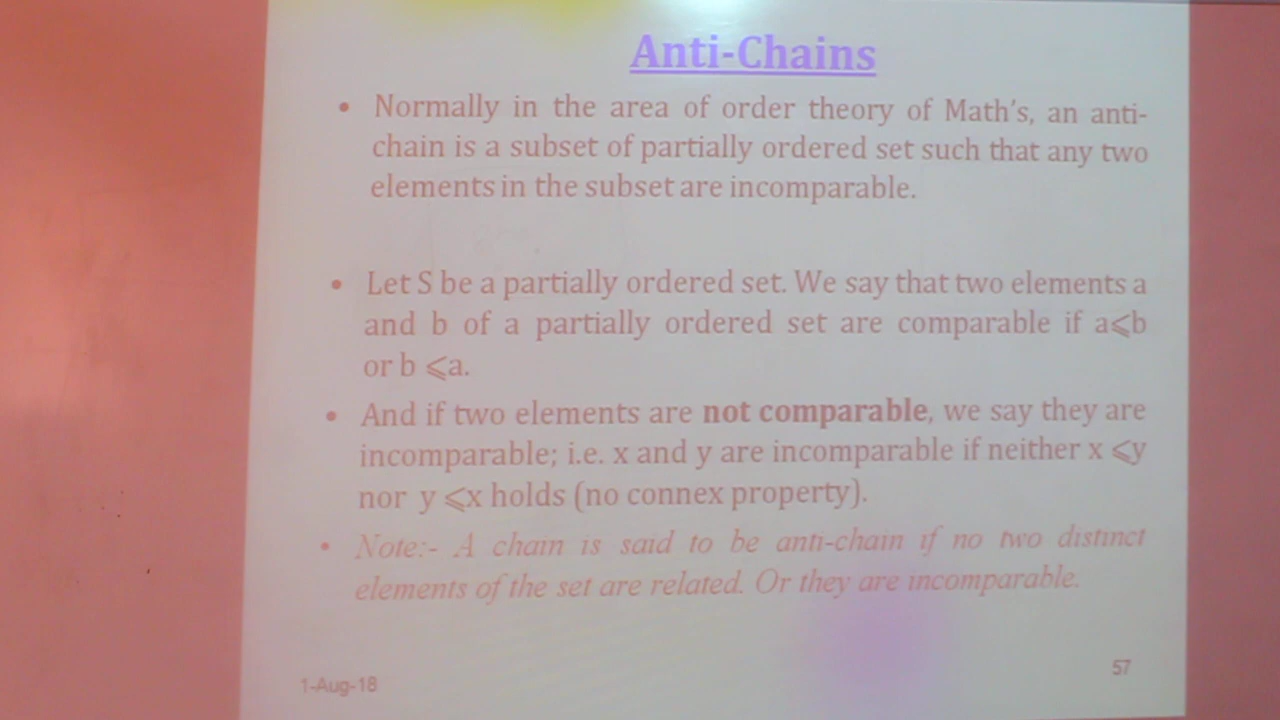 Anti-Chains
• Normally in the area of order theory of Math's, an anti-
chain is a subset of partially ordered set such that any two
elements in the subset are incomparable.
• Let S be a partially ordered set. We say that two elements a
and b of a partially ordered set are comparable if a⩽b
or b ⩽a.
• And if two elements are not comparable, we say they are
incomparable; i.e. x and y are incomparable if neither x ⩽y
nor y ⩽x holds (no connex property).
• Note:- A chain is said to be anti-chain if no two distinct
elements of the set are related. Or they are incomparable.
1-Aug-18
57